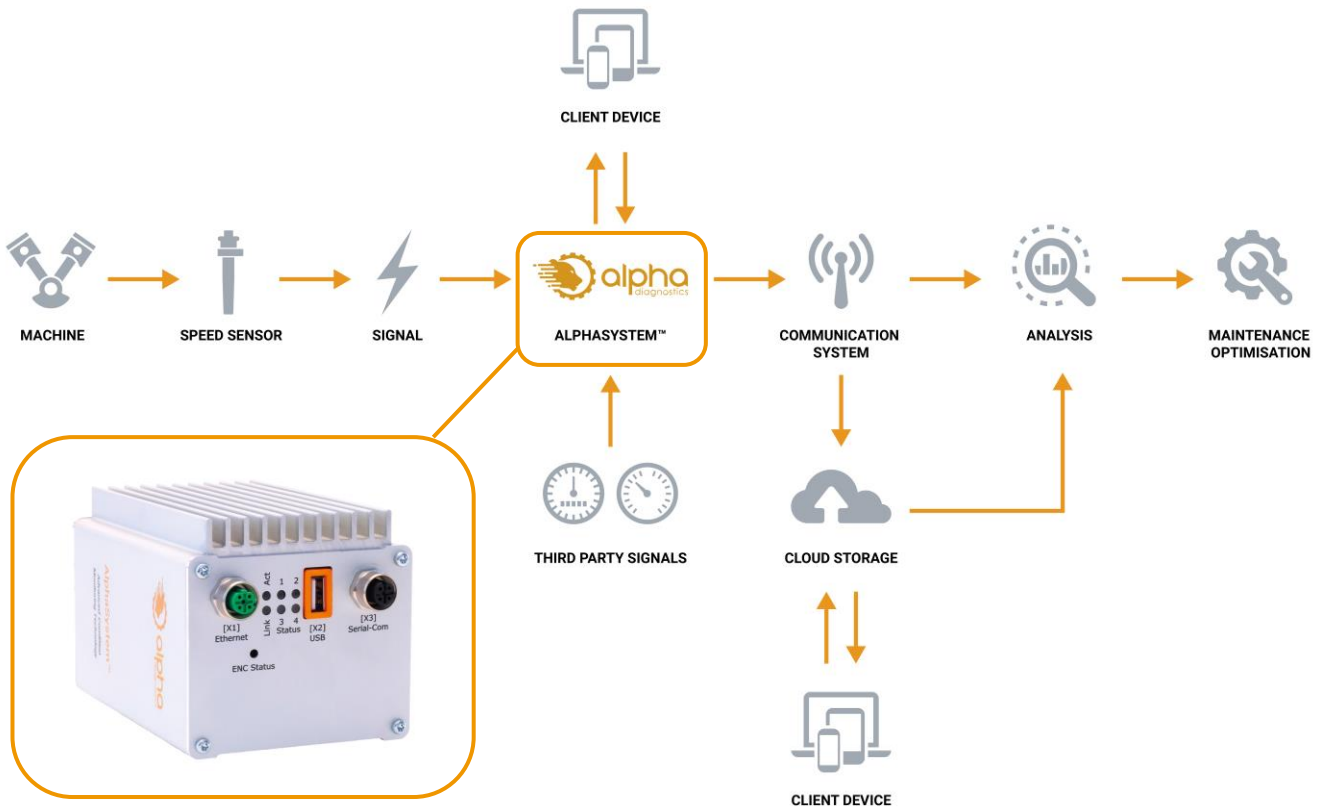 CLIENT DEVICE
alpha
diagnostics
MACHINE
SPEED SENSOR
SIGNAL
ALPHASYSTEM™
COMMUNICATION
SYSTEM
ANALYSIS
MAINTENANCE
OPTIMISATION
THIRD PARTY SIGNALS
CLOUD STORAGE
CLIENT DEVICE
alpha
AlphaSystem™
Act
1 2
Link
3 4
Status
[X1]
Ethernet
[X2]
USB
[X3]
Serial-Com
ENC Status